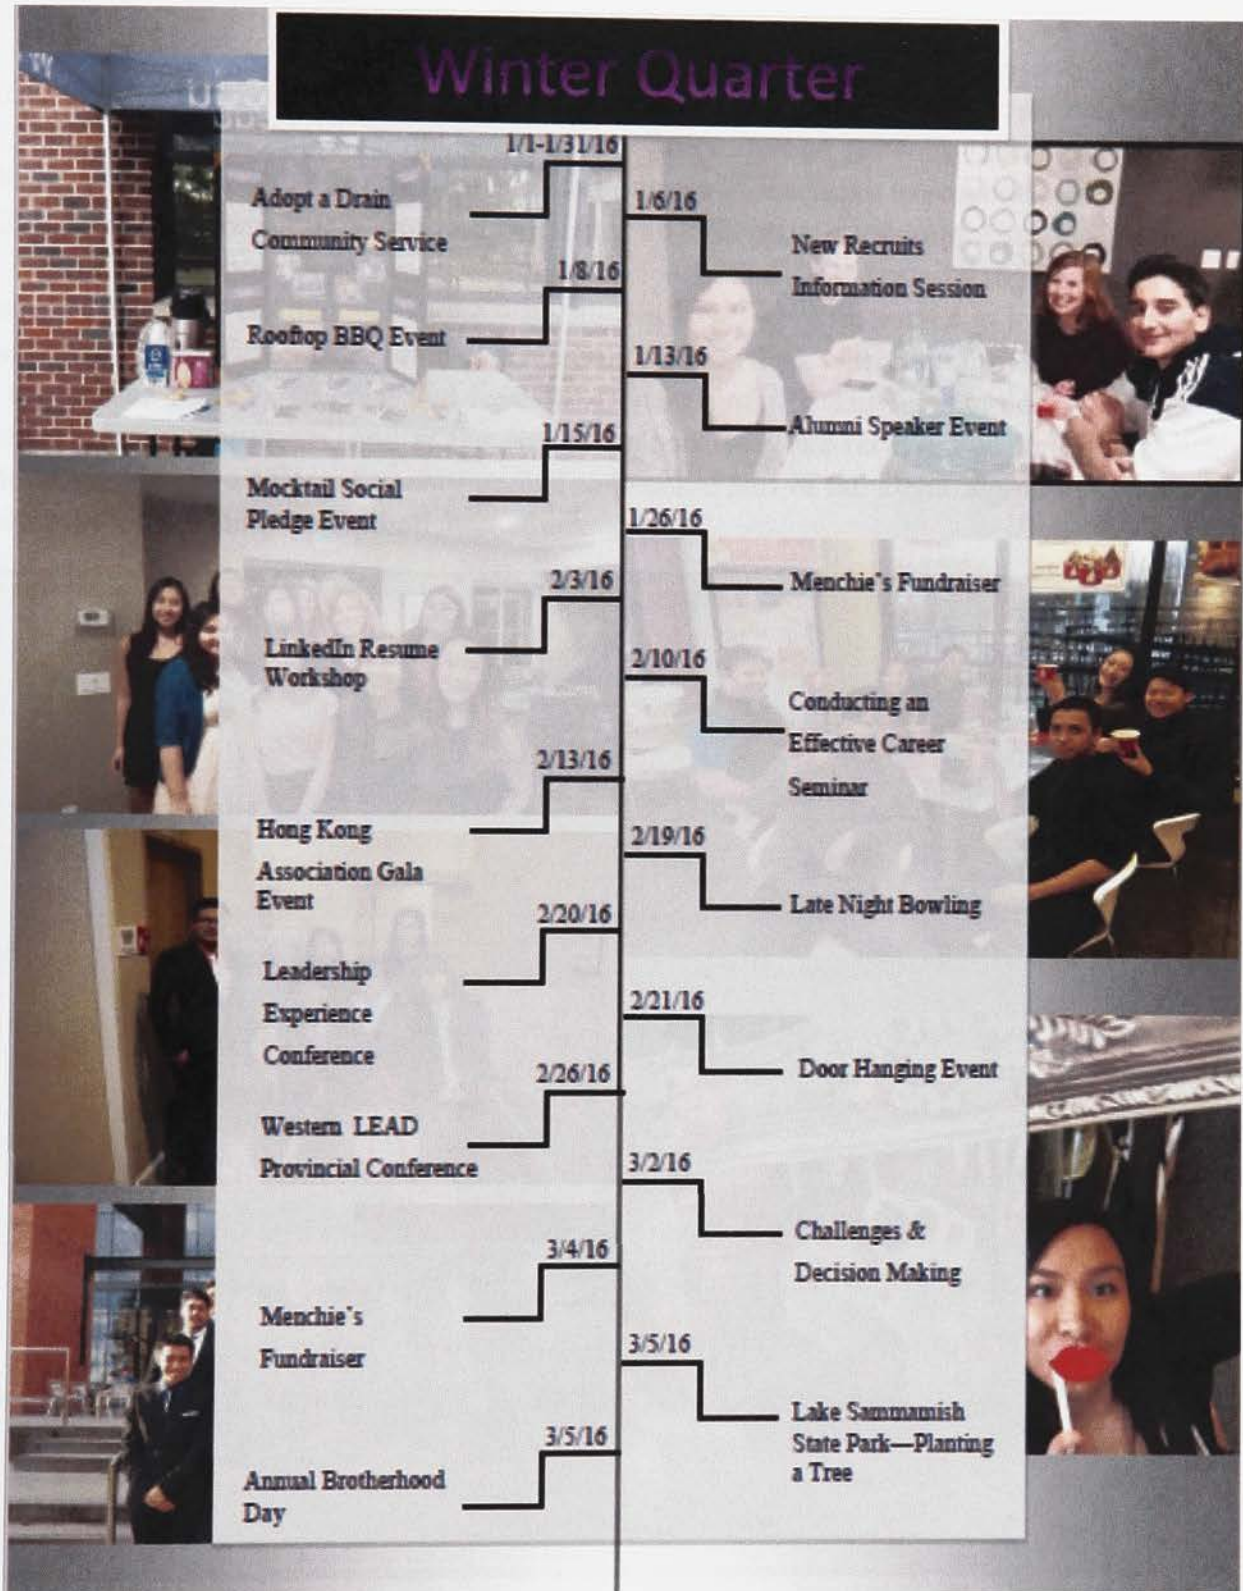 Winter Quarter
1/1-1/31/16
Adopt a Drain
Community Service
1/6/16
New Recruits
Information Session
1/8/16
Rooftop BBQ Event
1/13/16
Alumni Speaker Event
1/15/16
Mocktail Social
Pledge Event
1/26/16
Menchie's Fundraiser
2/3/16
LinkedIn Resume
Workshop
2/10/16
Conducting an
Effective Career
Seminar
2/13/16
Hong Kong
Association Gala
Event
2/19/16
Late Night Bowling
2/20/16
Leadership
Experience
Conference
2/21/16
Door Hanging Event
2/26/16
Western LEAD
Provincial Conference
3/2/16
Challenges &
Decision Making
3/4/16
Menchie's
Fundraiser
3/5/16
Lake Sammamish
State Park—Planting
a Tree
3/5/16
Annual Brotherhood
Day